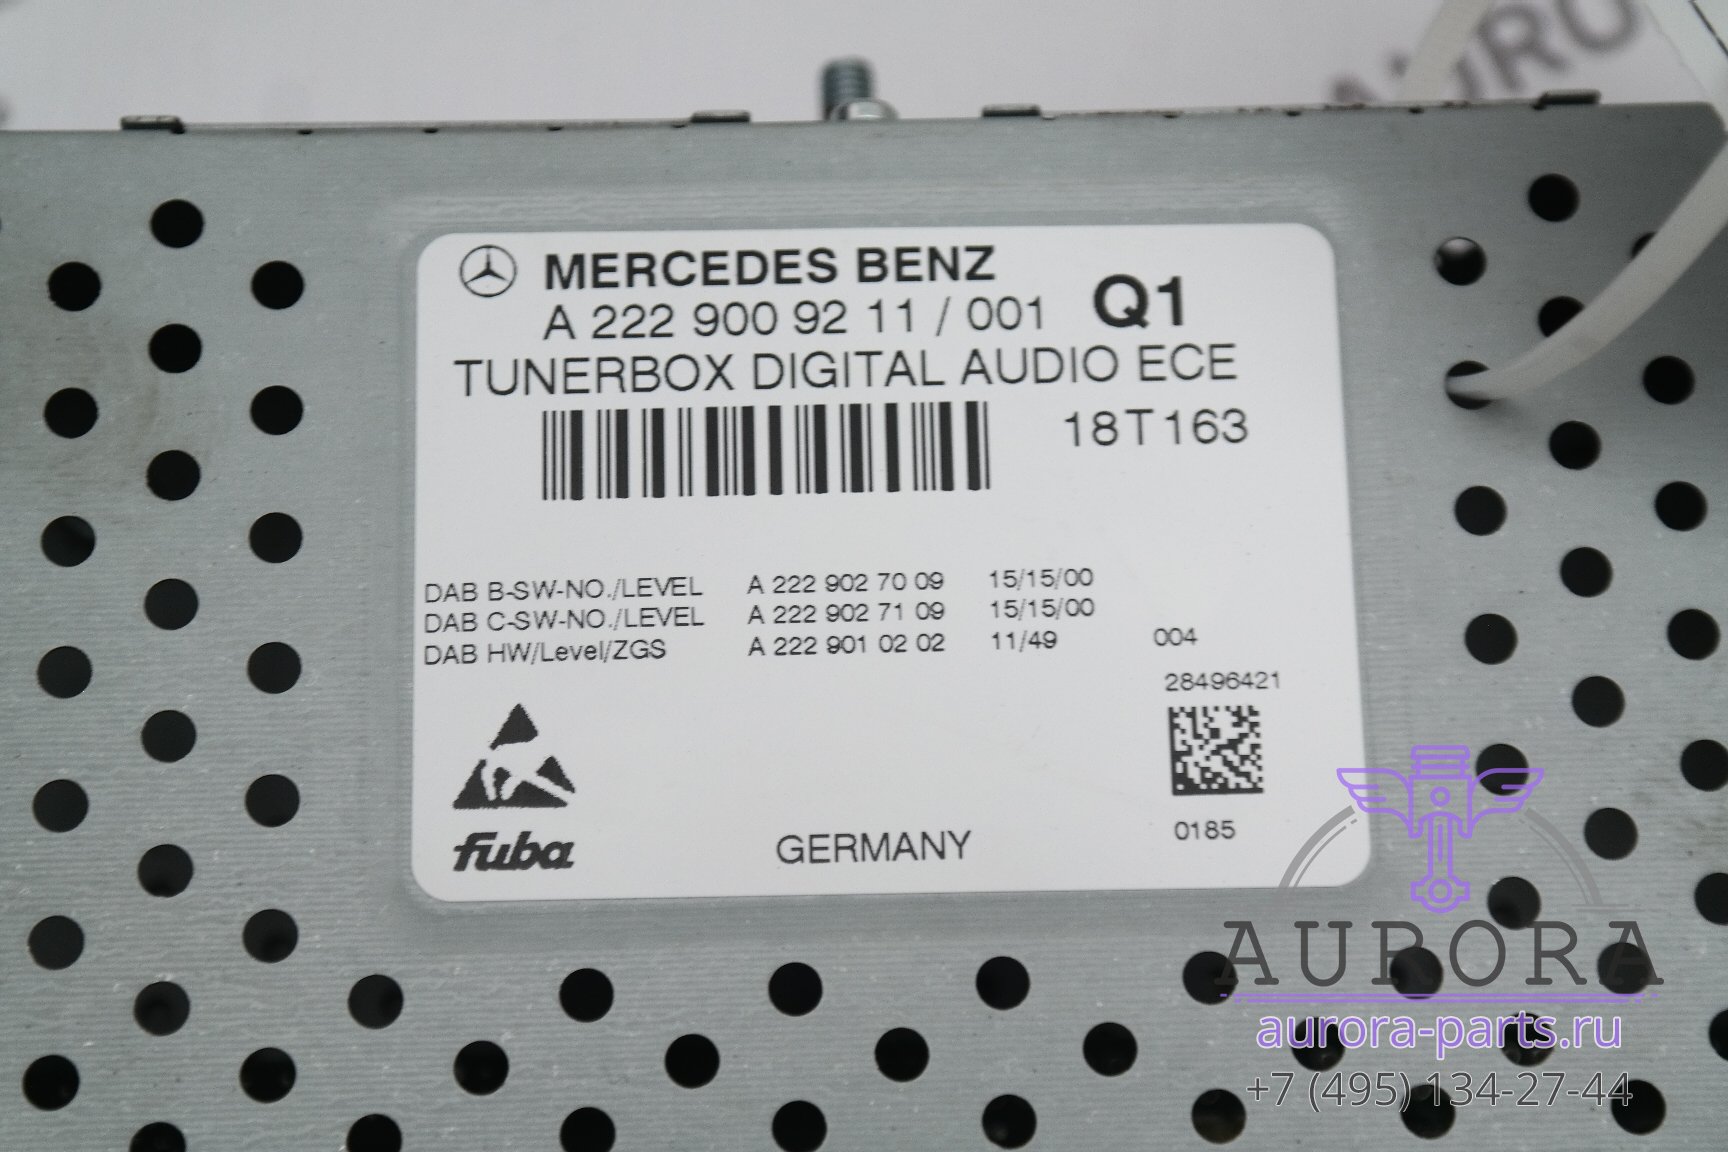 AURO
MERCEDES BENZ
A 222 900 92 11 / 001 Q1
TUNERBOX DIGITAL AUDIO ECE
18T163
DAB B-SW-NO./LEVEL A 222 902 70 09 15/15/00
DAB C-SW-NO./LEVEL A 222 902 71 09 15/15/00
DAB HW/Level/ZGS A 222 901 02 02 11/49 004
28496421
fuba GERMANY 0185
AURORA
aurora-parts.ru
+7 (495) 134-27-44